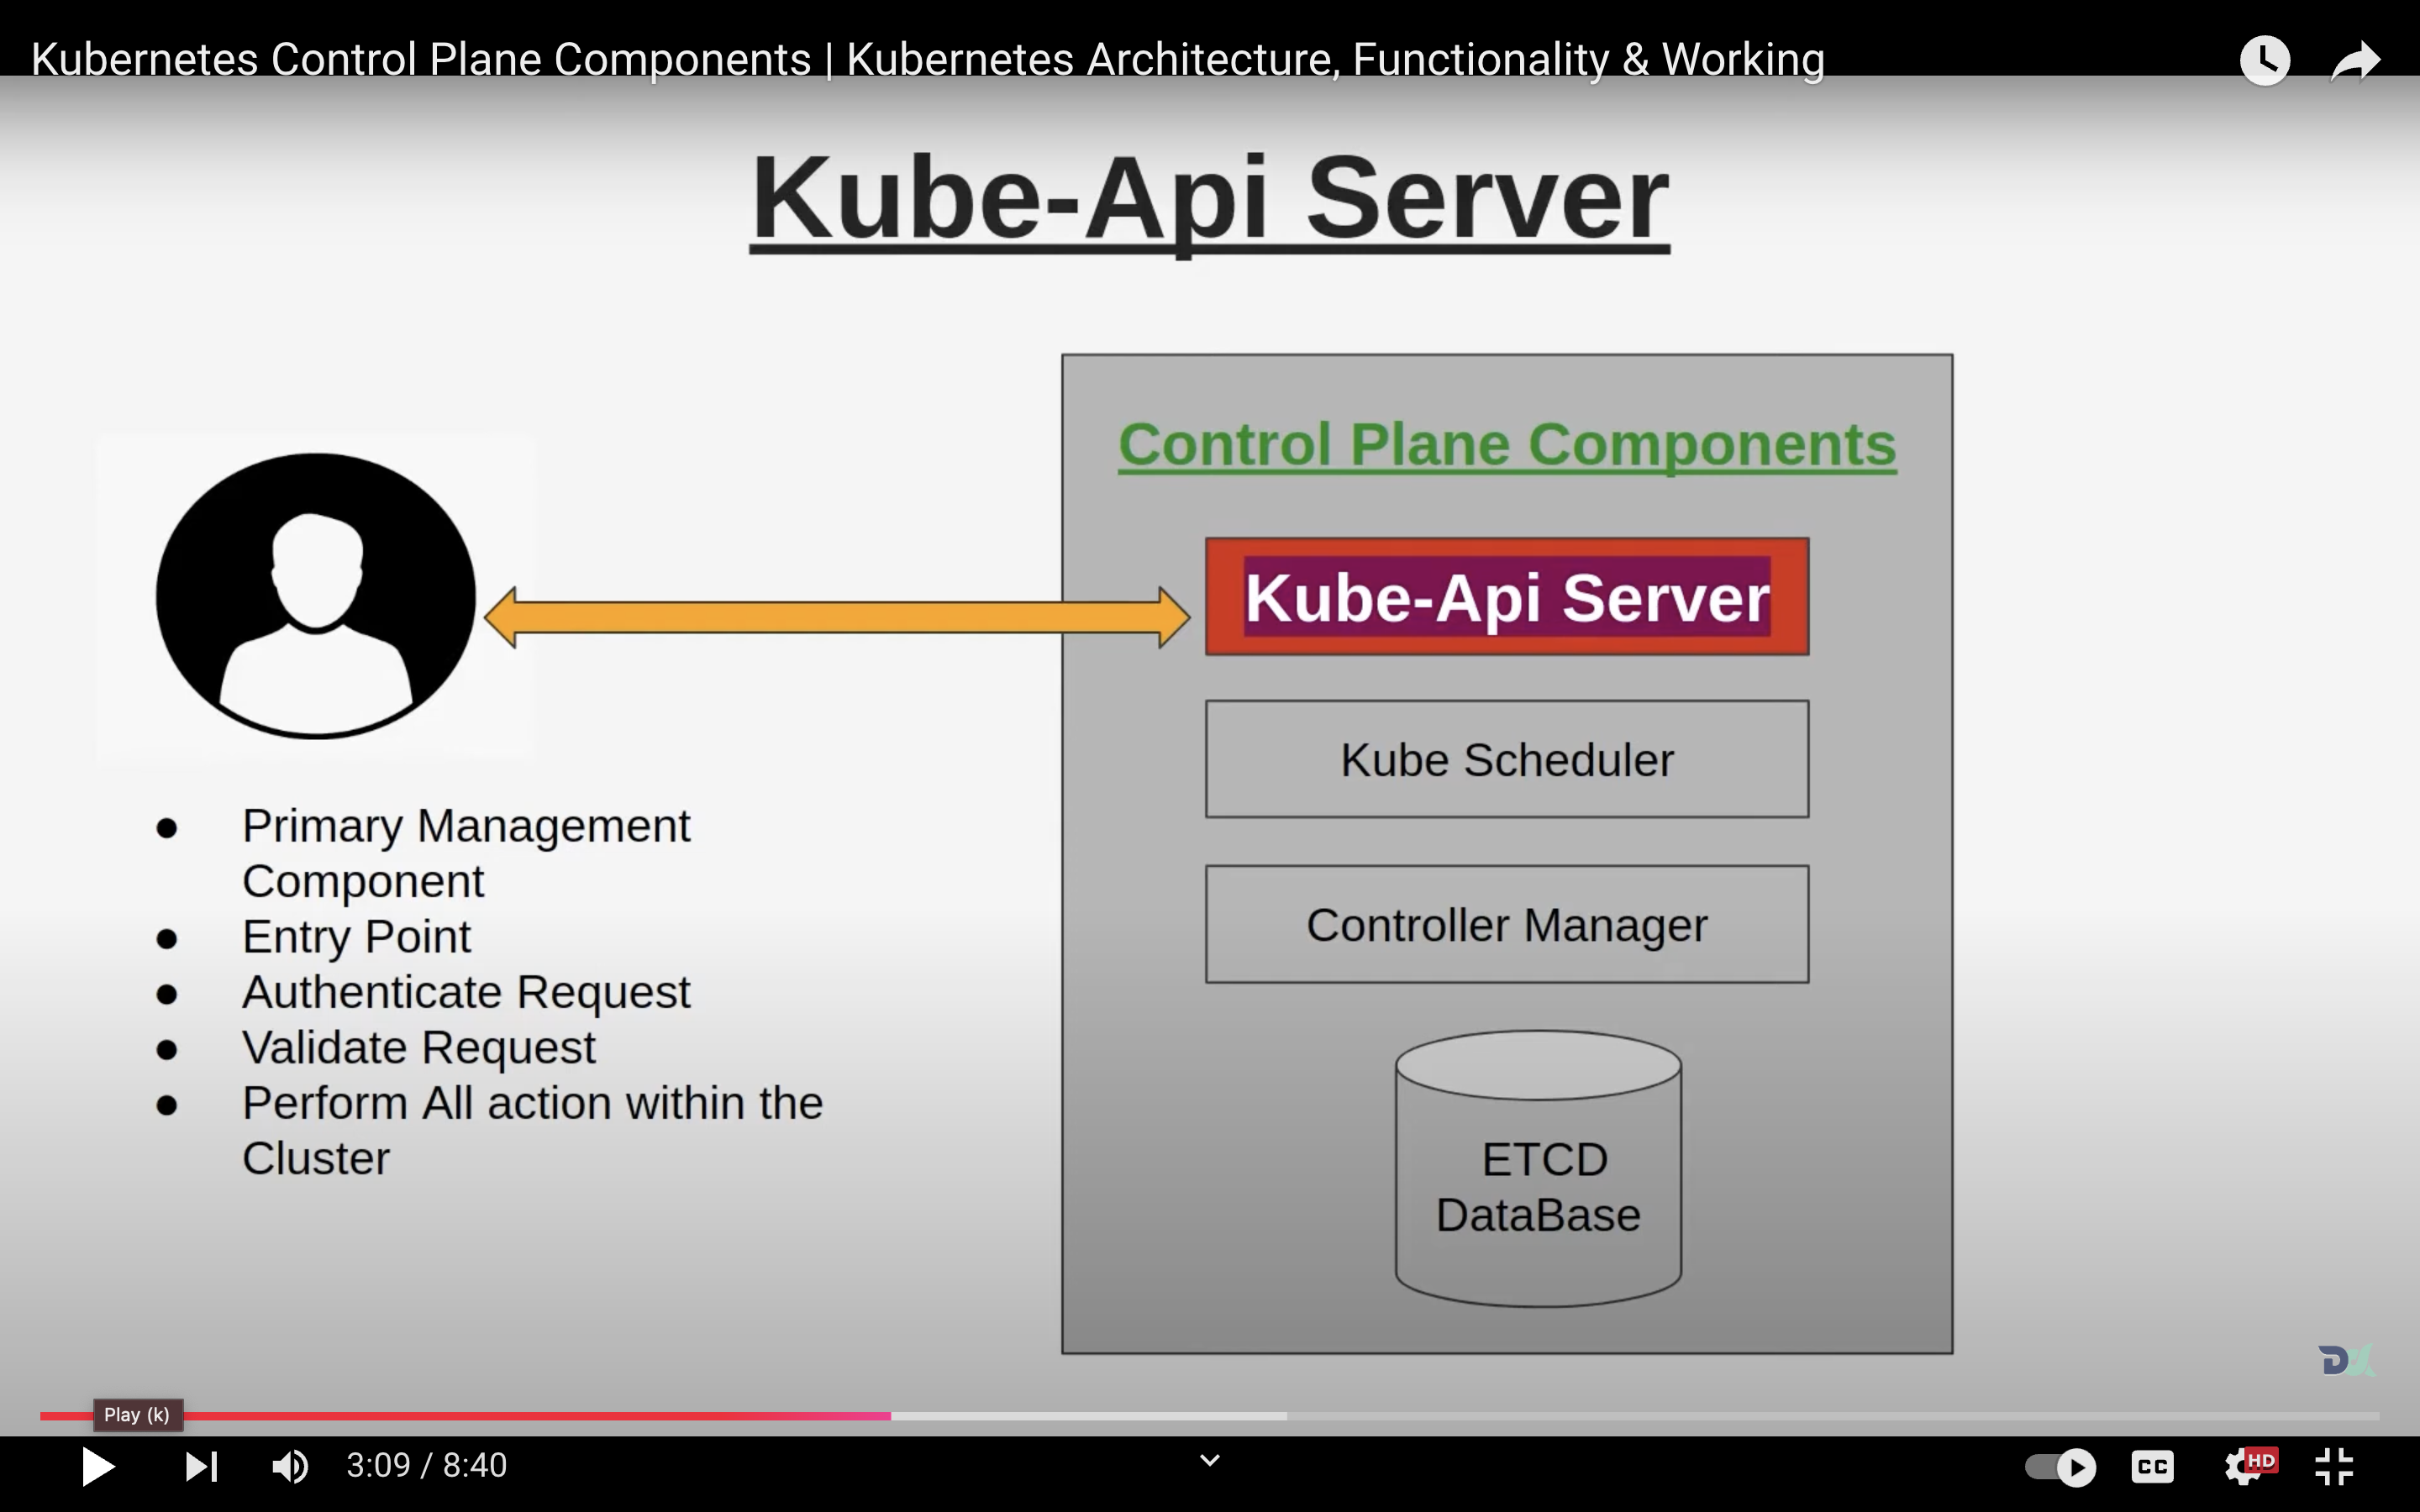 Kubernetes Control Plane Components | Kubernetes Architecture, Functionality & Working
Kube-Api Server
Control Plane Components
Kube-Api Server
Kube Scheduler
Controller Manager
ETCD
DataBase
● Primary Management
Component
● Entry Point
● Authenticate Request
● Validate Request
● Perform All action within the
Cluster
Play (k)
3:09 / 8:40
CC
HD